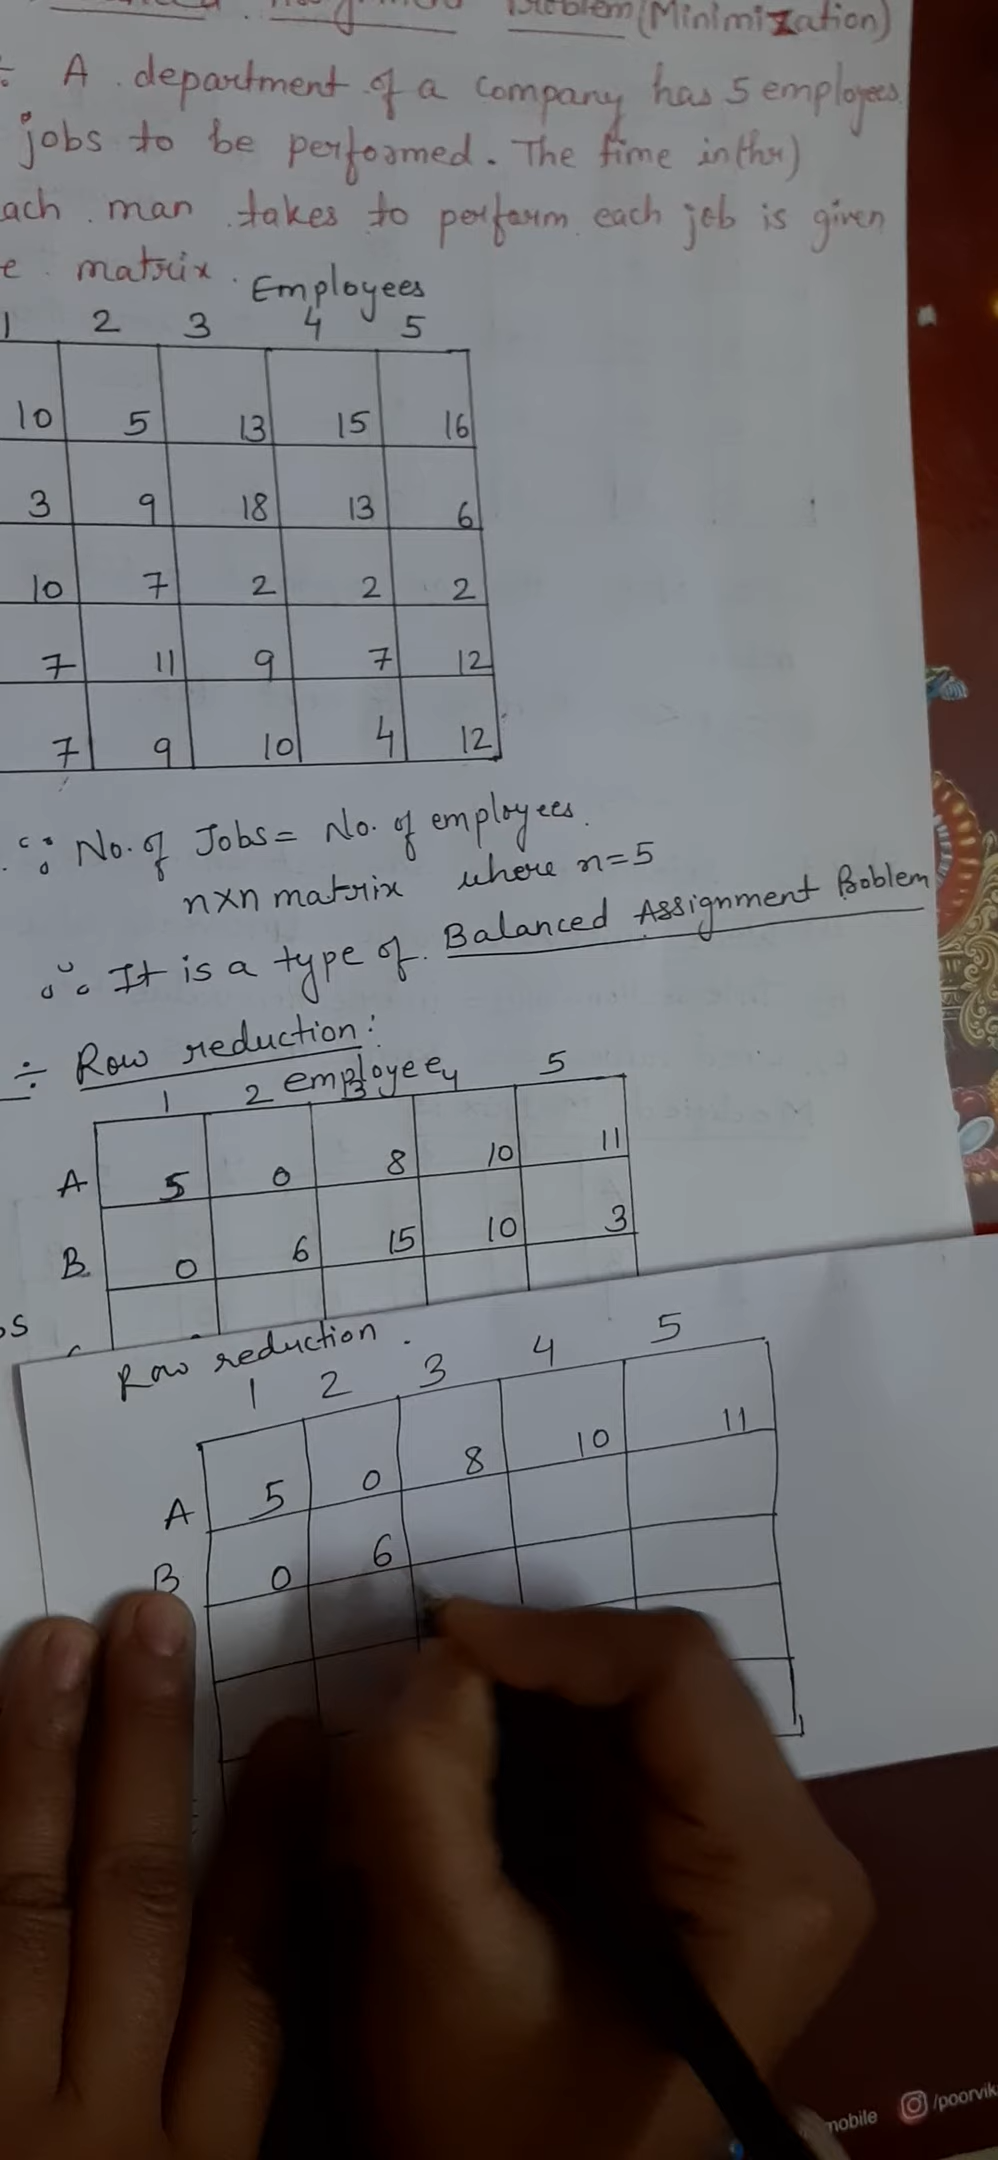 Problem (Minimization)
÷ A department of a company has 5 employees
jobs to be performed. The time in(hr)
ach man takes to perform each job is given
e matrix.
Employees
1 2 3 4 5
10 5 13 15 16
3 9 18 13 6
10 7 2 2 2
7 11 9 7 12
7 9 10 4 12
∵ No. of Jobs = No. of employees.
n×n matrix where n=5
∴ It is a type of Balanced Assignment Boblem
÷ Row reduction:
employee
1 2 3 4 5
A 5 0 8 10 11
B 0 6 15 10 3
os
Row reduction.
1 2 3 4 5
A 5 0 8 10 11
B 0 6
mobile /poorvik